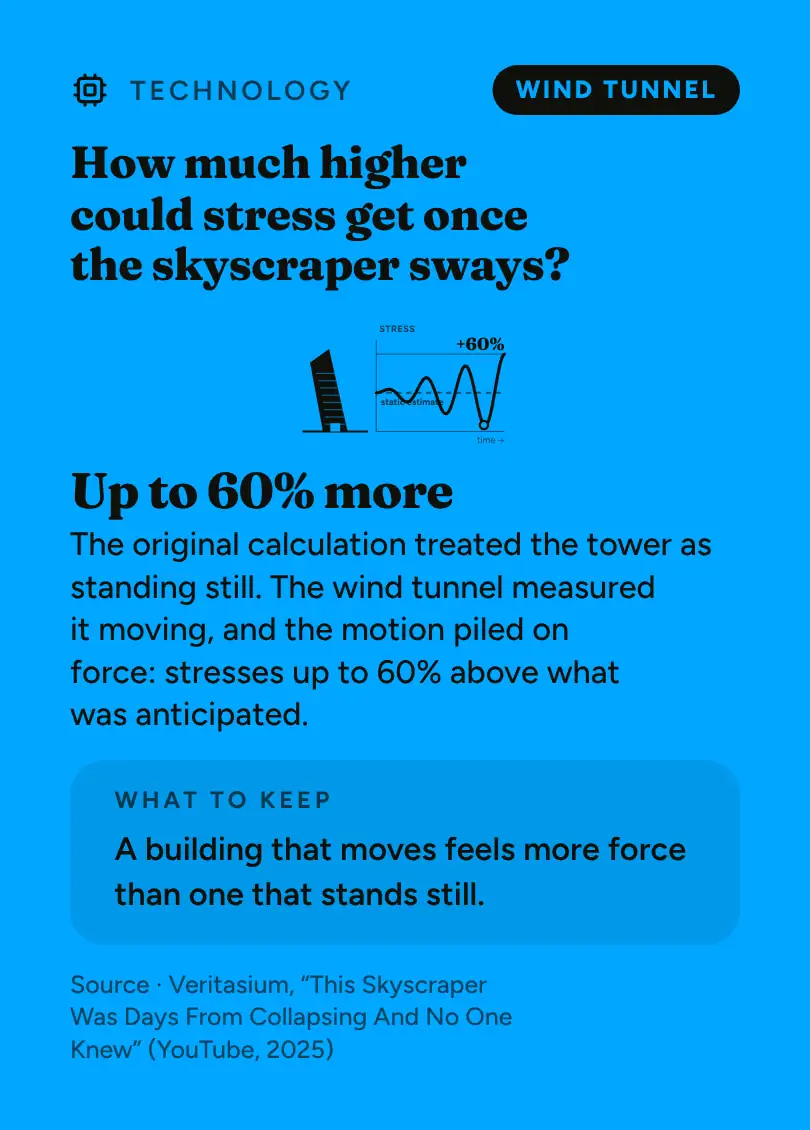 TECHNOLOGY
WIND TUNNEL
How much higher
could stress get once
the skyscraper sways?
STRESS
+60%
static estimate
time →
Up to 60% more
The original calculation treated the tower as
standing still. The wind tunnel measured
it moving, and the motion piled on
force: stresses up to 60% above what
was anticipated.
WHAT TO KEEP
A building that moves feels more force
than one that stands still.
Source · Veritasium, “This Skyscraper
Was Days From Collapsing And No One
Knew” (YouTube, 2025)